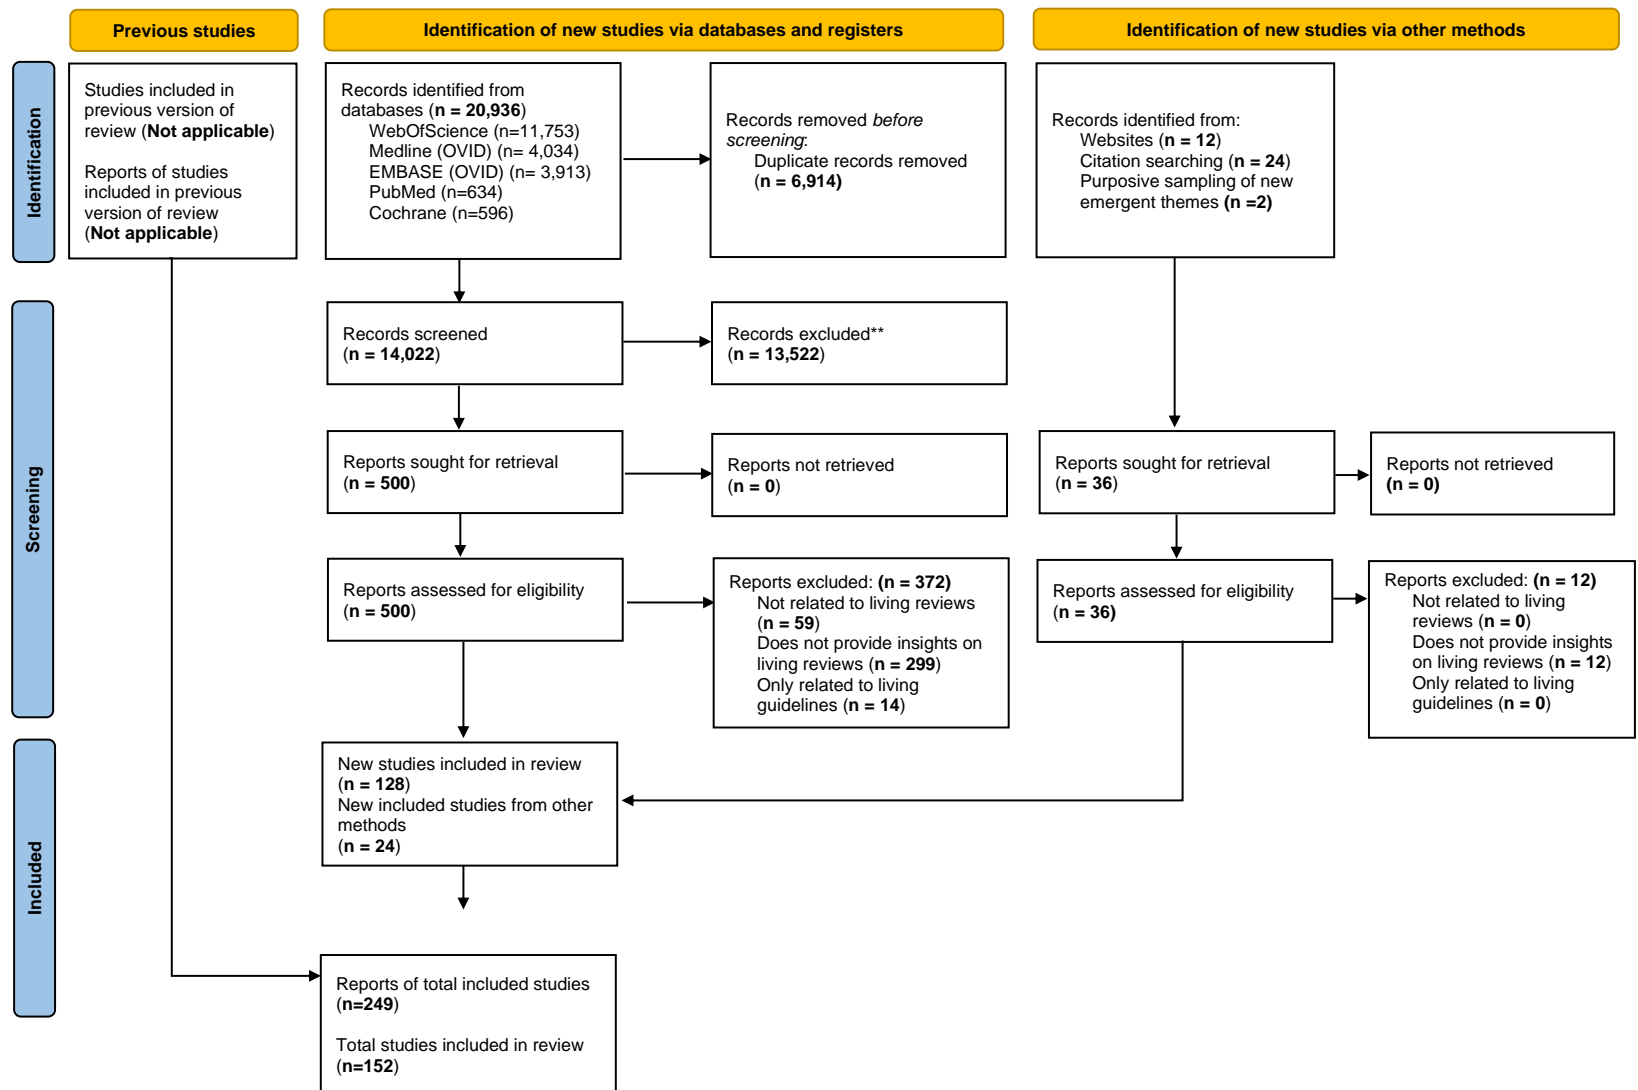 Previous studies
Identification of new studies via databases and registers
Identification of new studies via other methods
Identification
Studies included in
previous version of
review (Not applicable)
Reports of studies
included in previous
version of review
(Not applicable)
Records identified from
databases (n = 20,936)
WebOfScience (n=11,753)
Medline (OVID) (n= 4,034)
EMBASE (OVID) (n= 3,913)
PubMed (n=634)
Cochrane (n=596)
Records removed before
screening:
Duplicate records removed
(n = 6,914)
Records identified from:
Websites (n = 12)
Citation searching (n = 24)
Purposive sampling of new
emergent themes (n =2)
Screening
Records screened
(n = 14,022)
Records excluded**
(n = 13,522)
Reports sought for retrieval
(n = 500)
Reports not retrieved
(n = 0)
Reports sought for retrieval
(n = 36)
Reports not retrieved
(n = 0)
Reports assessed for eligibility
(n = 500)
Reports excluded: (n = 372)
Not related to living reviews
(n = 59)
Does not provide insights on
living reviews (n = 299)
Only related to living
guidelines (n = 14)
Reports assessed for eligibility
(n = 36)
Reports excluded: (n = 12)
Not related to living
reviews (n = 0)
Does not provide insights
on living reviews (n = 12)
Only related to living
guidelines (n = 0)
Included
New studies included in review
(n = 128)
New included studies from other
methods
(n = 24)
Reports of total included studies
(n=249)
Total studies included in review
(n=152)